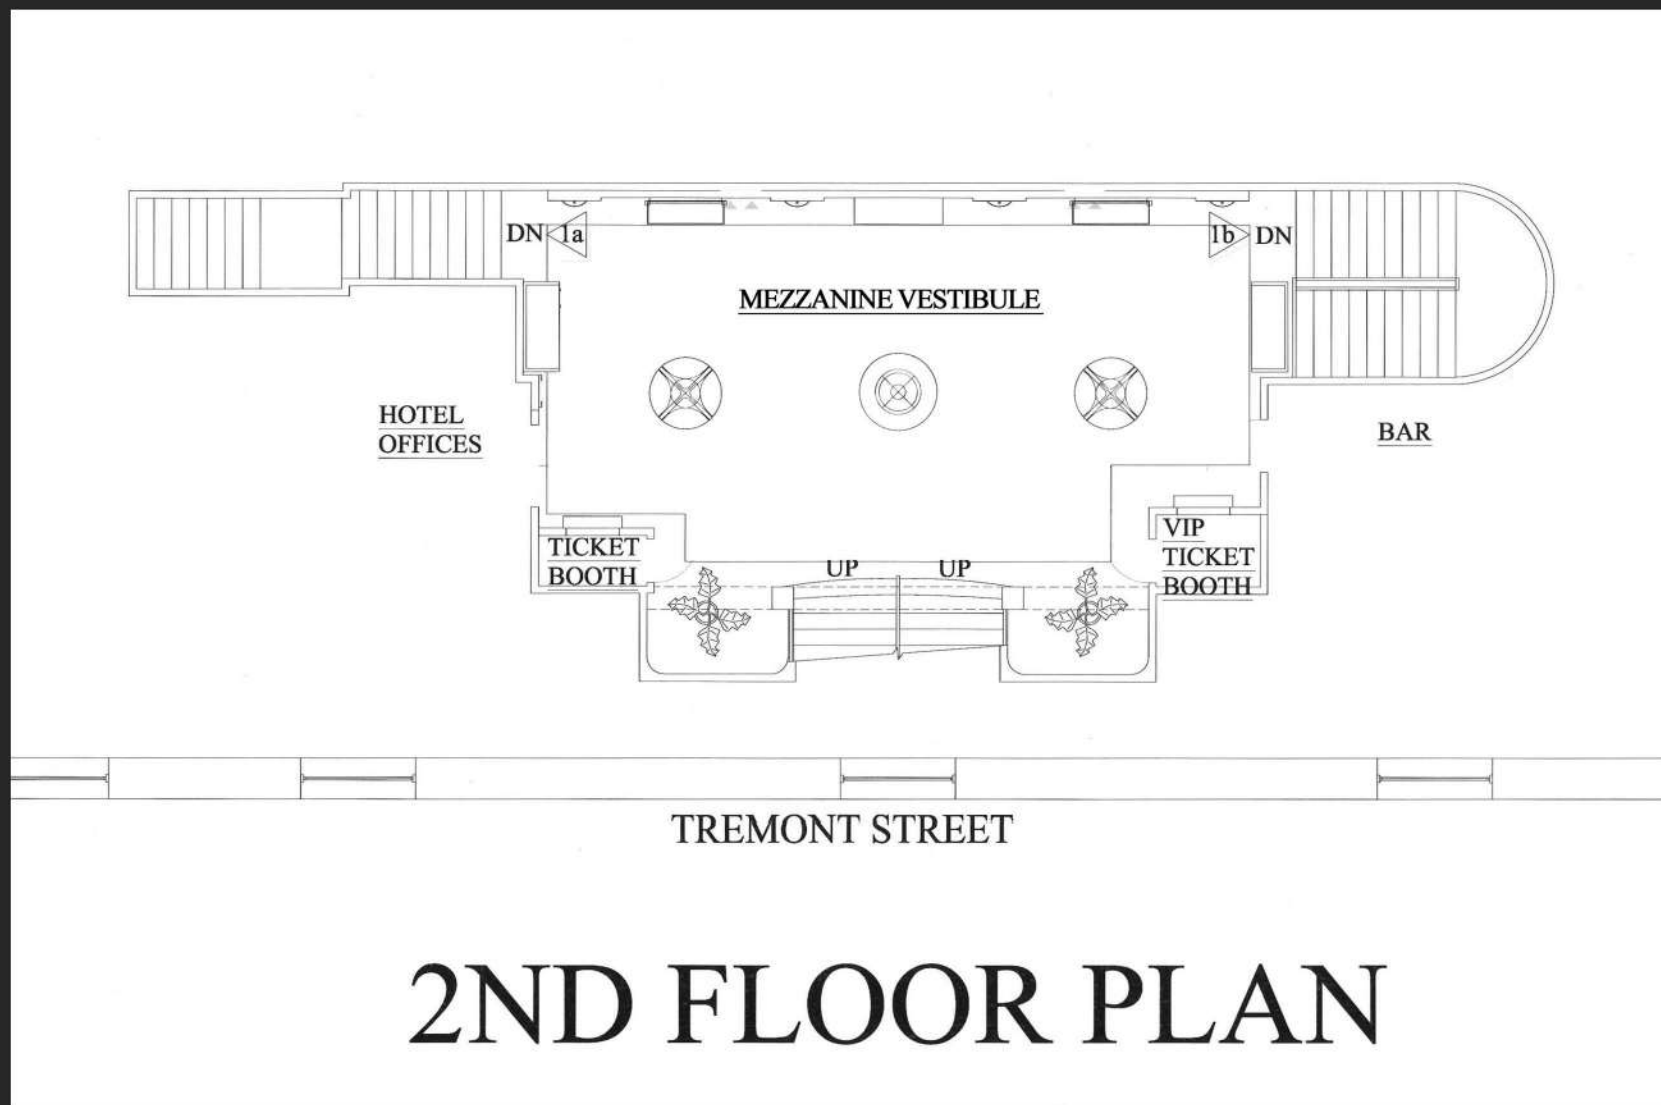 DN 1a
1b DN
MEZZANINE VESTIBULE
HOTEL
OFFICES
BAR
TICKET
BOOTH
VIP
TICKET
BOOTH
UP UP
TREMONT STREET
2ND FLOOR PLAN